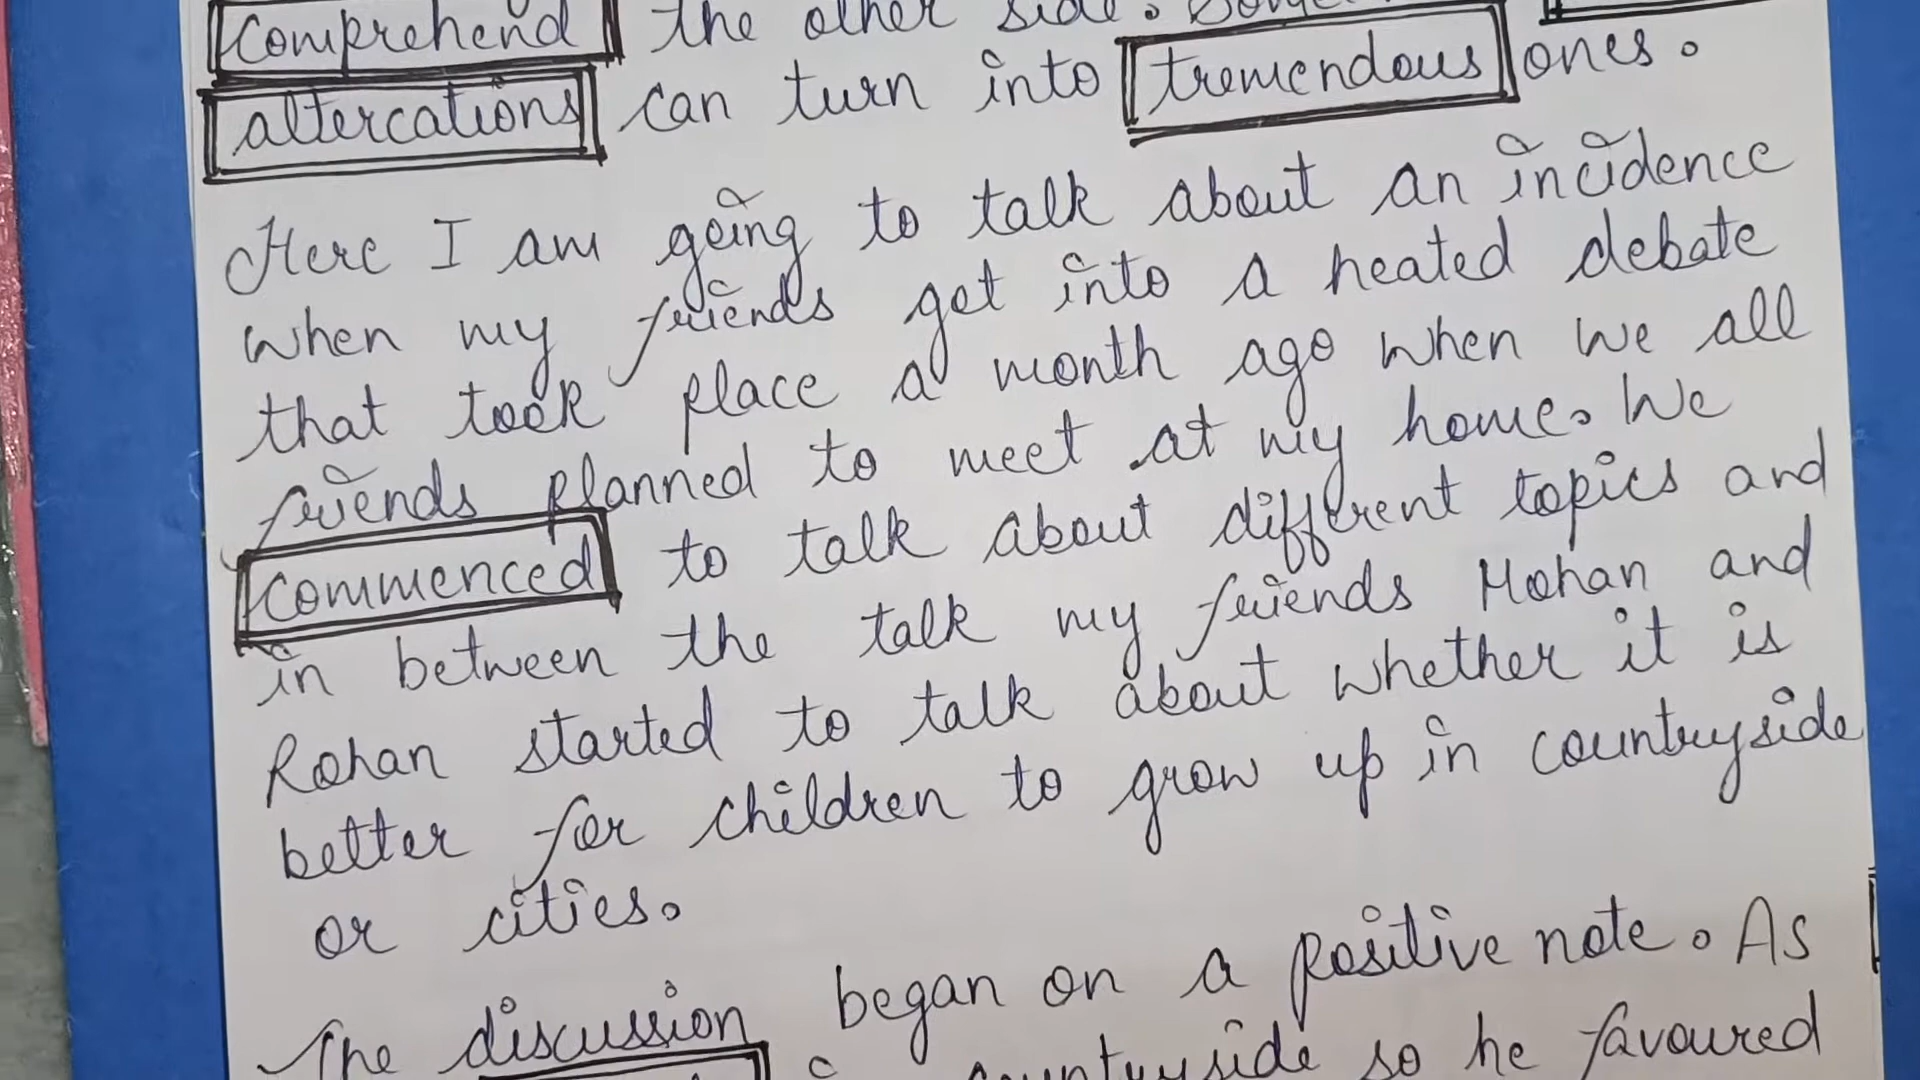 comprehend the other side.
altercations can turn into tremendous ones.
Here I am going to talk about an incidence
when my friends get into a heated debate
that took place a month ago when we all
friends planned to meet at my home. We
commenced to talk about different topics and
in between the talk my friends Mohan and
Rohan started to talk about whether it is
better for children to grow up in countryside
or cities.
The discussion began on a positive note. As
countryside so he favoured